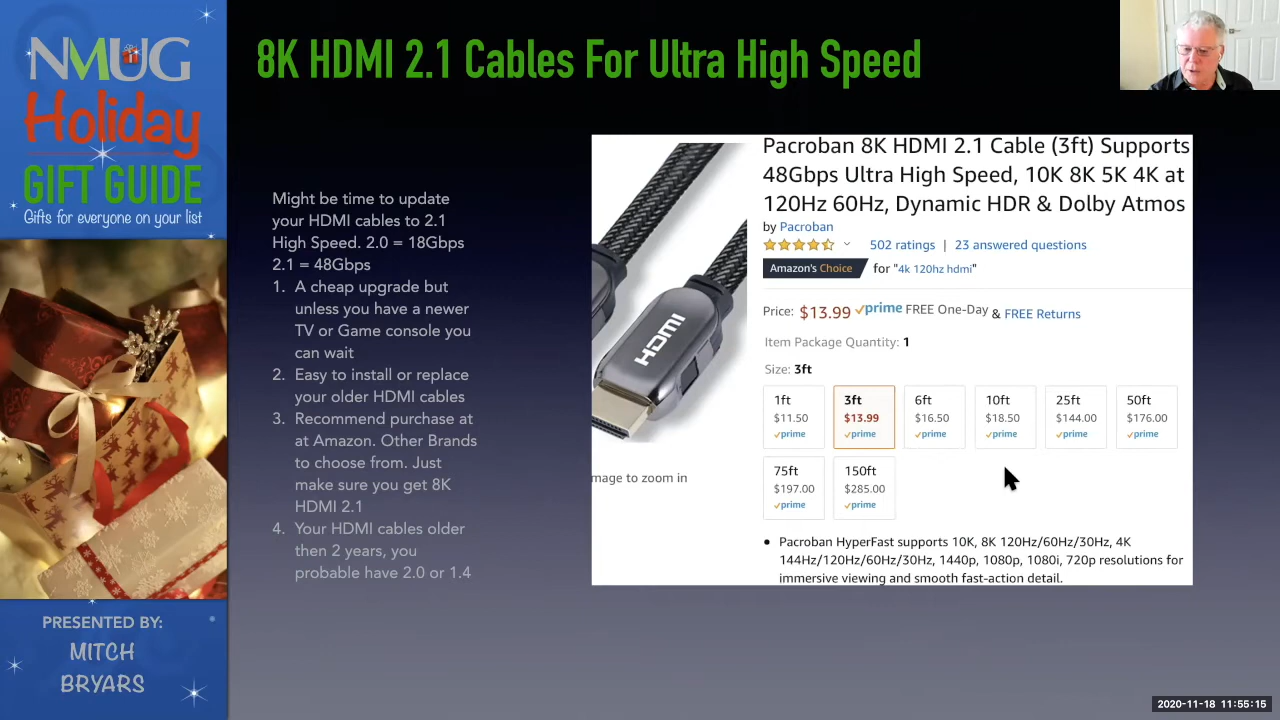 NMUG
Holiday
GIFT GUIDE
Gifts for everyone on your list
PRESENTED BY:
MITCH
BRYARS
8K HDMI 2.1 Cables For Ultra High Speed
Might be time to update
your HDMI cables to 2.1
High Speed. 2.0 = 18Gbps
2.1 = 48Gbps
1. A cheap upgrade but
unless you have a newer
TV or Game console you
can wait
2. Easy to install or replace
your older HDMI cables
3. Recommend purchase at
at Amazon. Other Brands
to choose from. Just
make sure you get 8K
HDMI 2.1
4. Your HDMI cables older
then 2 years, you
probable have 2.0 or 1.4
HDMI
mage to zoom in
Pacroban 8K HDMI 2.1 Cable (3ft) Supports
48Gbps Ultra High Speed, 10K 8K 5K 4K at
120Hz 60Hz, Dynamic HDR & Dolby Atmos
by Pacroban
502 ratings | 23 answered questions
Amazon's Choice for "4k 120hz hdmi"
Price: $13.99 prime FREE One-Day & FREE Returns
Item Package Quantity: 1
Size: 3ft
1ft 3ft 6ft 10ft 25ft 50ft
$11.50 $13.99 $16.50 $18.50 $144.00 $176.00
prime prime prime prime prime prime
75ft 150ft
$197.00 $285.00
prime prime
• Pacroban HyperFast supports 10K, 8K 120Hz/60Hz/30Hz, 4K
144Hz/120Hz/60Hz/30Hz, 1440p, 1080p, 1080i, 720p resolutions for
immersive viewing and smooth fast-action detail.
2020-11-18 11:55:15